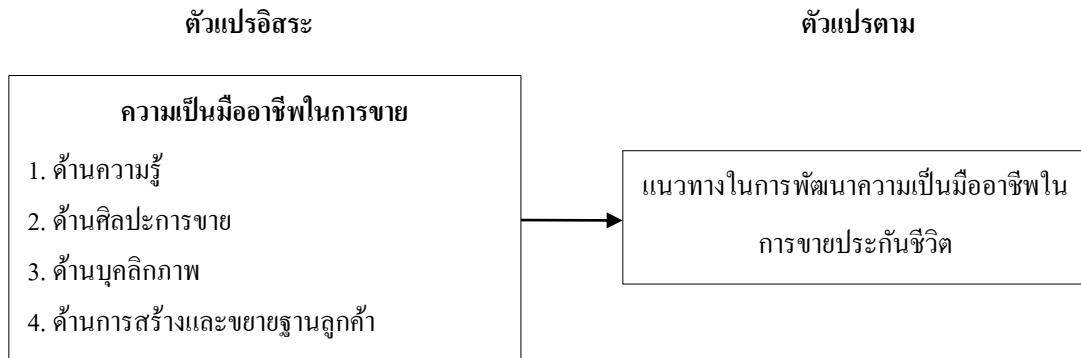 ตัวแปรอิสระ
ตัวแปรตาม
ความเป็นมืออาชีพในการขาย
1. ด้านความรู้
2. ด้านศิลปะการขาย
3. ด้านบุคลิกภาพ
4. ด้านการสร้างและขยายฐานลูกค้า
แนวทางในการพัฒนาความเป็นมืออาชีพใน
การขายประกันชีวิต